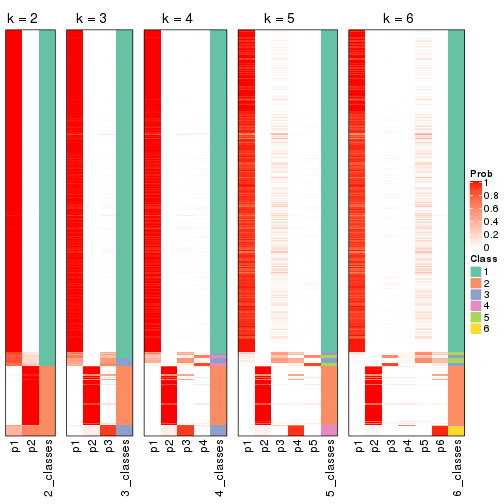 k = 2
k = 3
k = 4
k = 5
k = 6
Prob
1
0.8
0.6
0.4
0.2
0
Class
1
2
3
4
5
6
p1
p2
2_classes
p1
p2
p3
3_classes
p1
p2
p3
p4
4_classes
p1
p2
p3
p4
p5
5_classes
p1
p2
p3
p4
p5
p6
6_classes